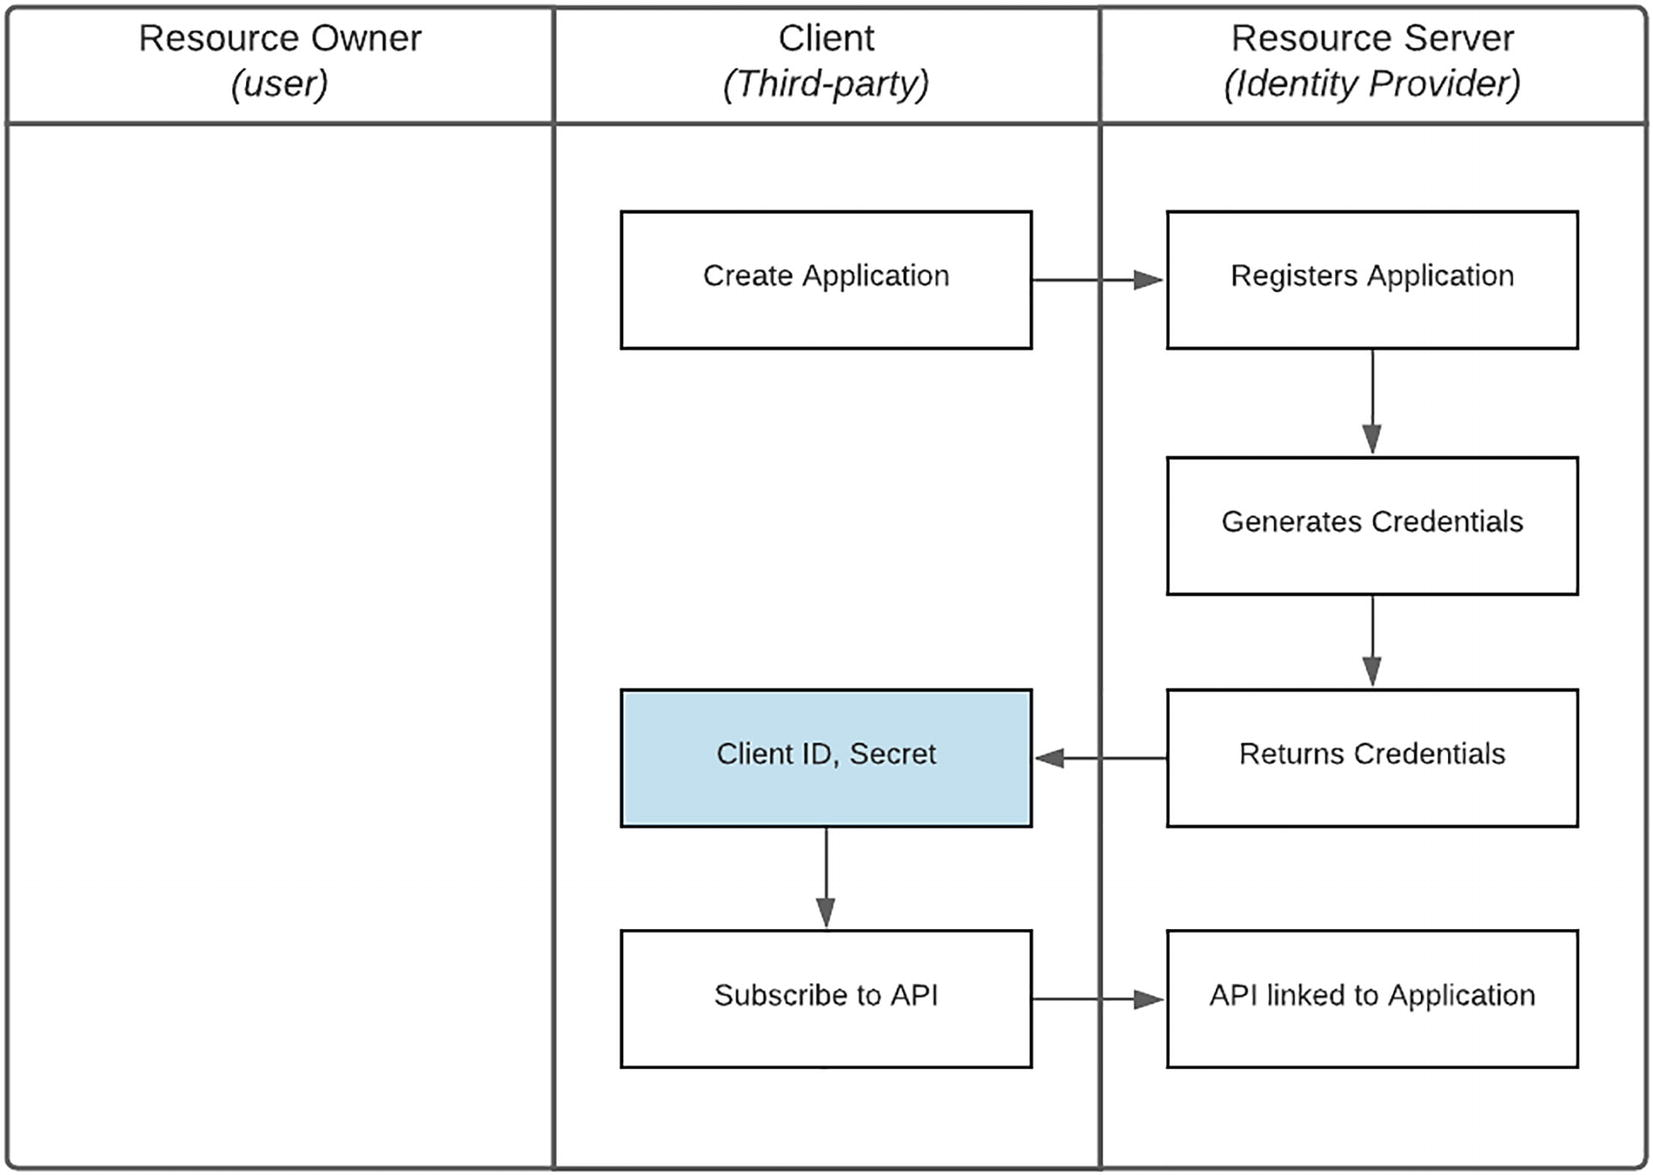 Resource Owner
(user)
Client
(Third-party)
Resource Server
(Identity Provider)
Create Application
Registers Application
Generates Credentials
Client ID, Secret
Returns Credentials
Subscribe to API
API linked to Application